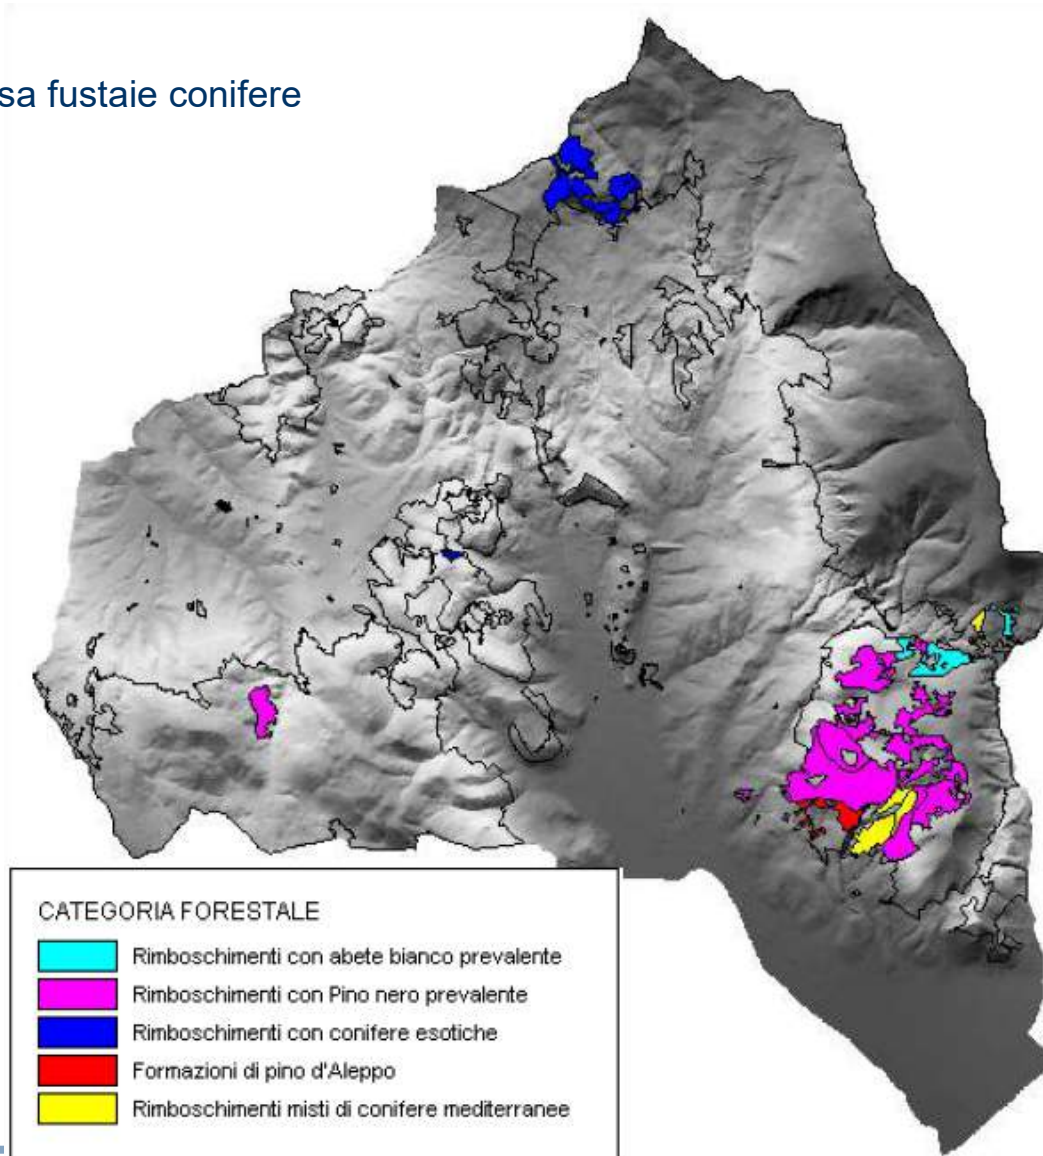 sa fustaie conifere
CATEGORIA FORESTALE
Rimboschimenti con abete bianco prevalente
Rimboschimenti con Pino nero prevalente
Rimboschimenti con conifere esotiche
Formazioni di pino d'Aleppo
Rimboschimenti misti di conifere mediterranee